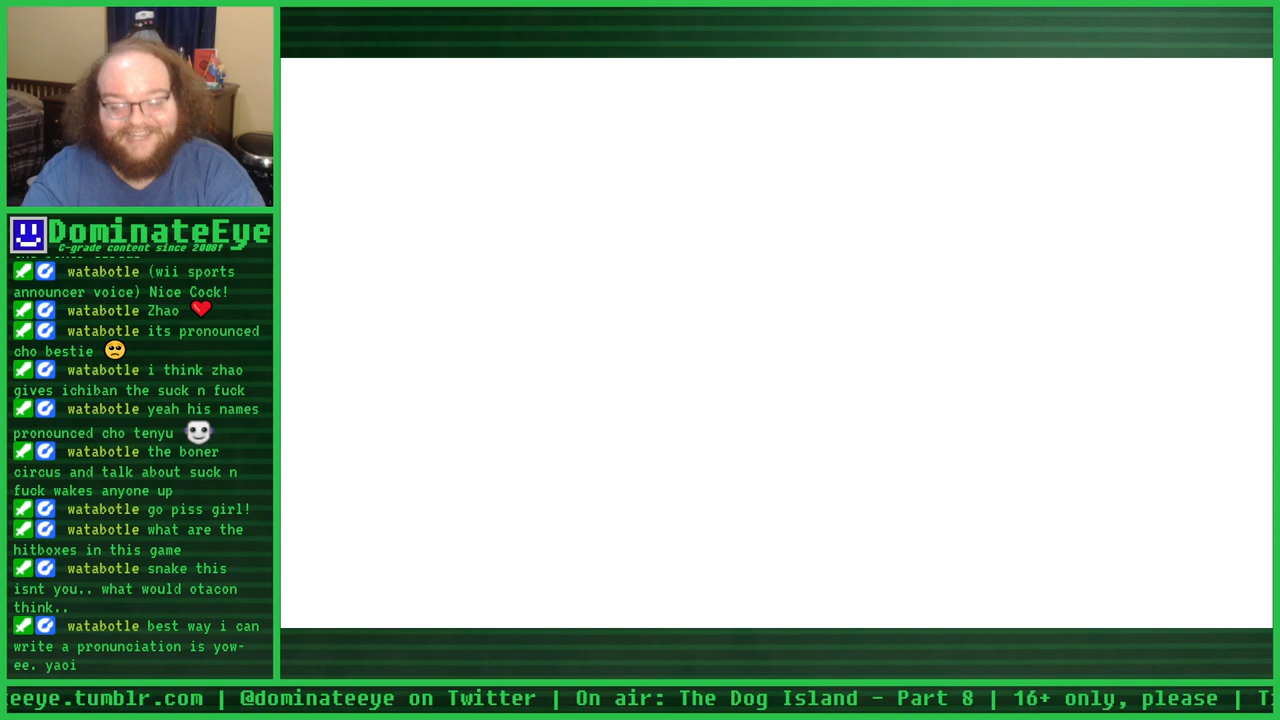 DominateEye
C-grade content since 2008!
watabotle (wii sports
announcer voice) Nice Cock!
watabotle Zhao
watabotle its pronounced
cho bestie
watabotle i think zhao
gives ichiban the suck n fuck
watabotle yeah his names
pronounced cho tenyu
watabotle the boner
circus and talk about suck n
fuck wakes anyone up
watabotle go piss girl!
watabotle what are the
hitboxes in this game
watabotle snake this
isnt you.. what would otacon
think..
watabotle best way i can
write a pronunciation is yow-
ee. yaoi
eeye.tumblr.com | @dominateeye on Twitter | On air: The Dog Island - Part 8 | 16+ only, please |